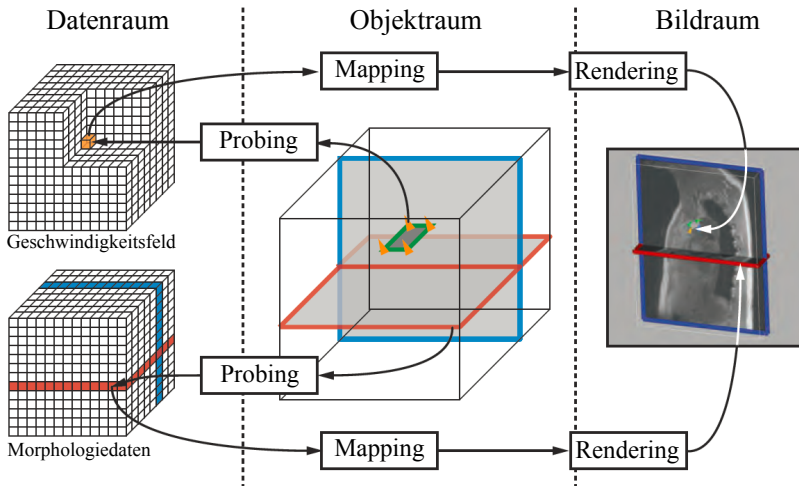 Datenraum
Objektraum
Bildraum
Mapping
Rendering
Probing
Geschwindigkeitsfeld
Probing
Morphologiedaten
Mapping
Rendering